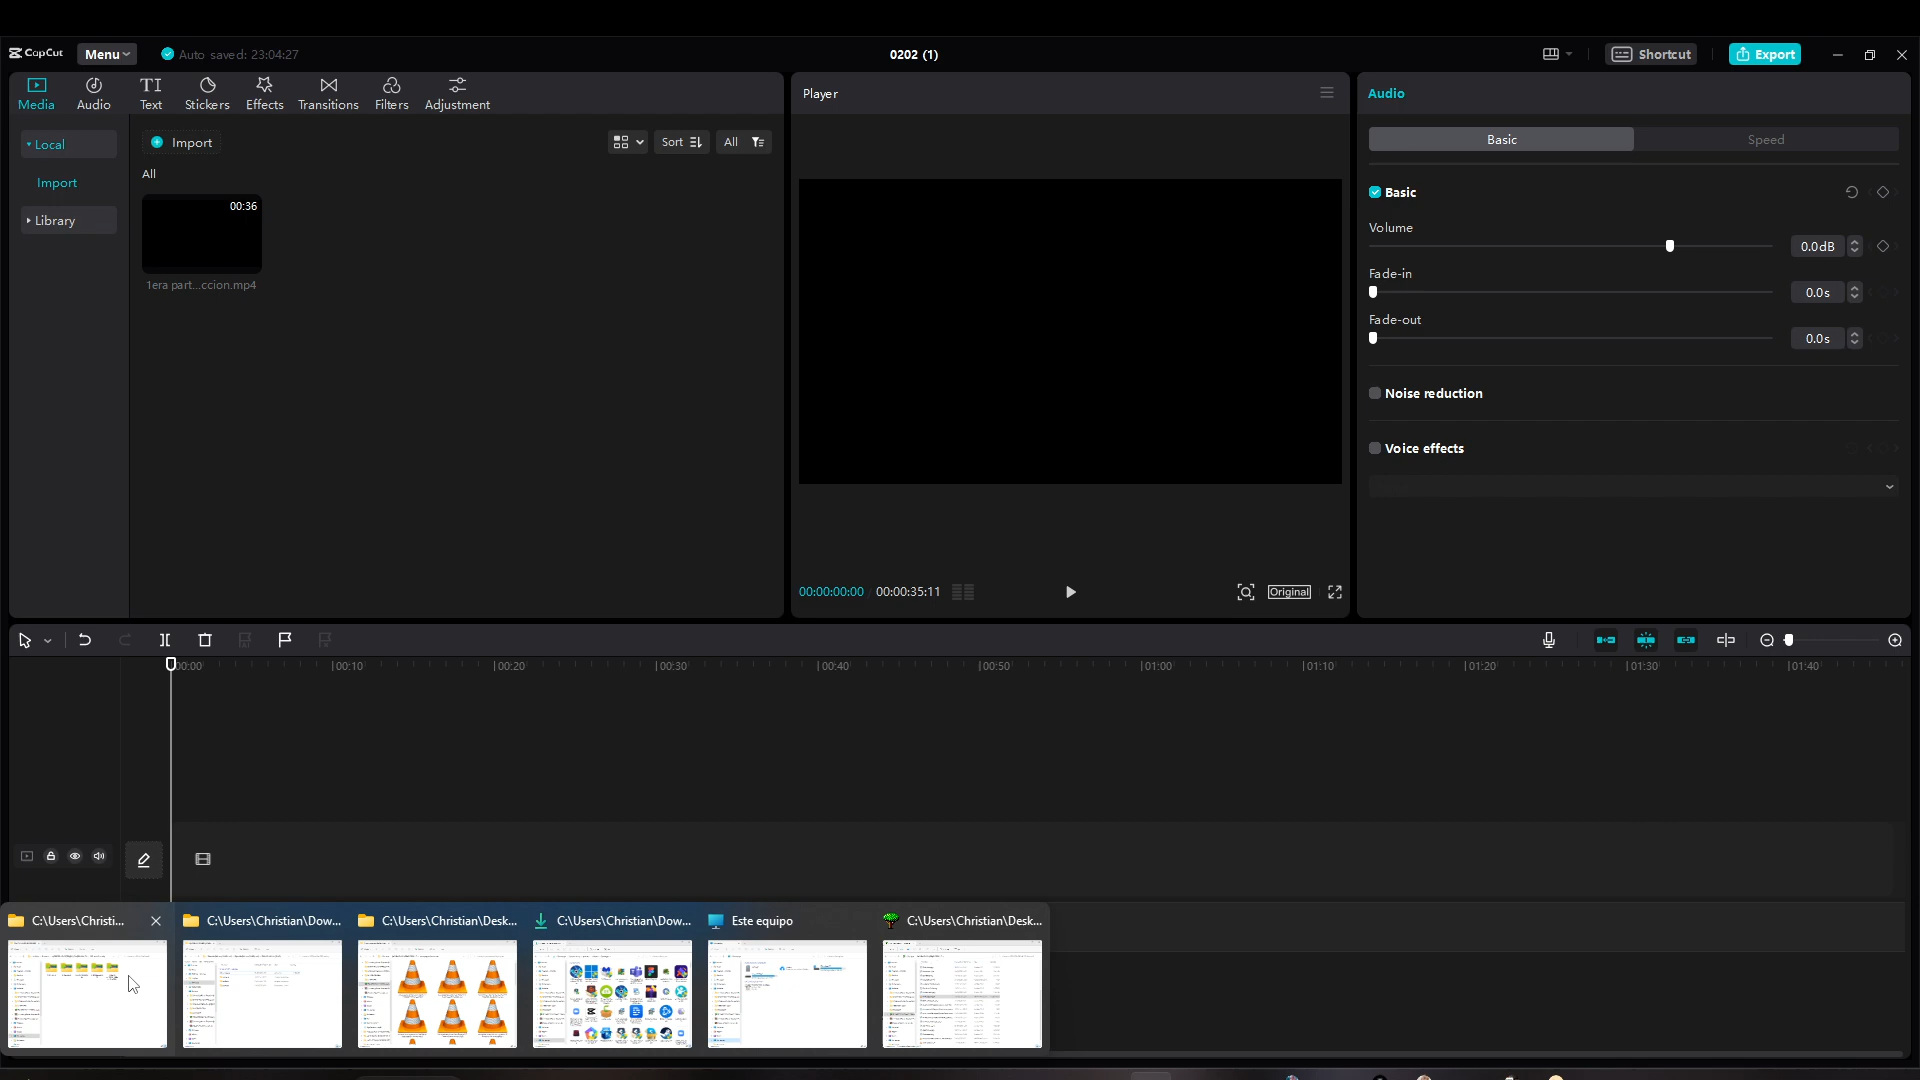 CapCut Menu Auto saved: 23:04:27 0202 (1) Shortcut Export
Media Audio Text Stickers Effects Transitions Filters Adjustment
Local
Import
Library
Import Sort All
All
00:36
1era part...ccion.mp4
Player
00:00:00:00 00:00:35:11 Original
Audio
Basic Speed
Basic
Volume
0.0dB
Fade-in
0.0s
Fade-out
0.0s
Noise reduction
Voice effects
00:00 00:10 00:20 00:30 00:40 00:50 01:00 01:10 01:20 01:30 01:40
C:\Users\Christi... C:\Users\Christian\Dow... C:\Users\Christian\Desk... C:\Users\Christian\Dow... Este equipo C:\Users\Christian\Desk...